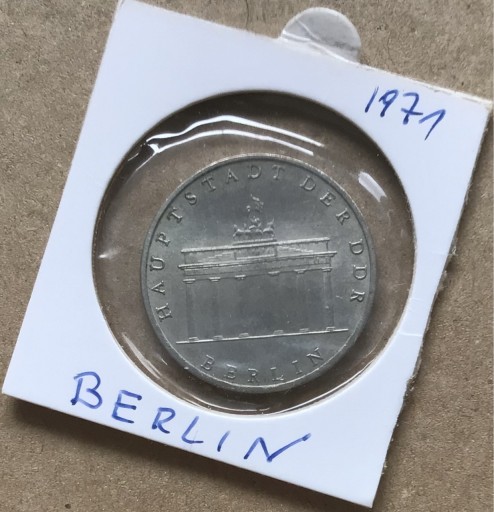 1971
HAUPTSTADT DER DDR
BERLIN
BERLIN